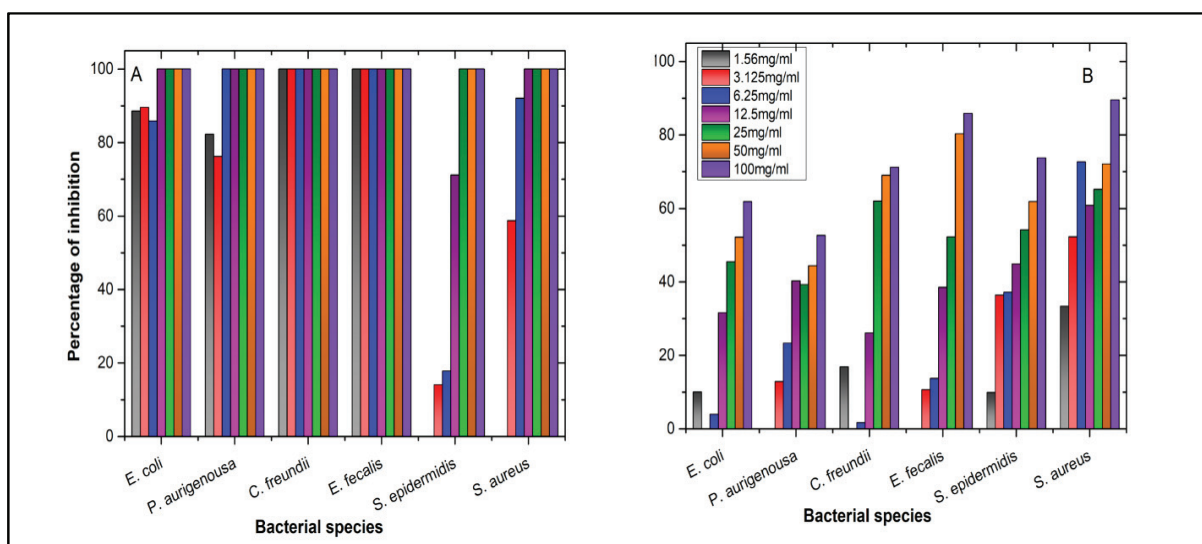 A
100
80
60
40
20
0
Percentage of inhibition
E. coli
P. aurigenousa
C. freundii
E. fecalis
S. epidermidis
S. aureus
Bacterial species
B
100
80
60
40
20
0
1.56mg/ml
3.125mg/ml
6.25mg/ml
12.5mg/ml
25mg/ml
50mg/ml
100mg/ml
E. coli
P. aurigenousa
C. freundii
E. fecalis
S. epidermidis
S. aureus
Bacterial species